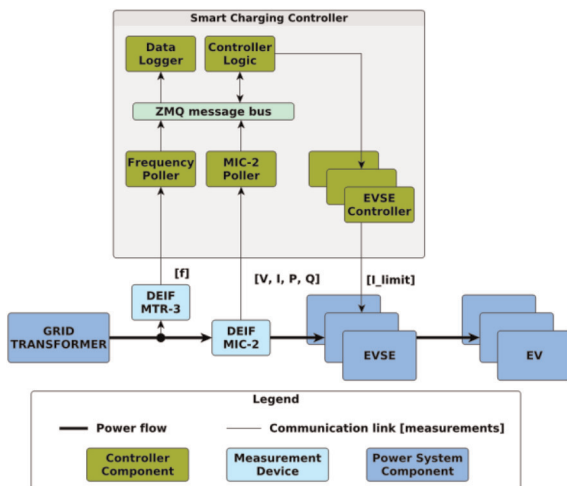 Smart Charging Controller
Data
Logger
Controller
Logic
ZMQ message bus
Frequency
Poller
MIC-2
Poller
EVSE
Controller
[f]
[V, I, P, Q]
[I_limit]
DEIF
MTR-3
GRID
TRANSFORMER
DEIF
MIC-2
EVSE
EV
Legend
Power flow
Communication link [measurements]
Controller
Component
Measurement
Device
Power System
Component